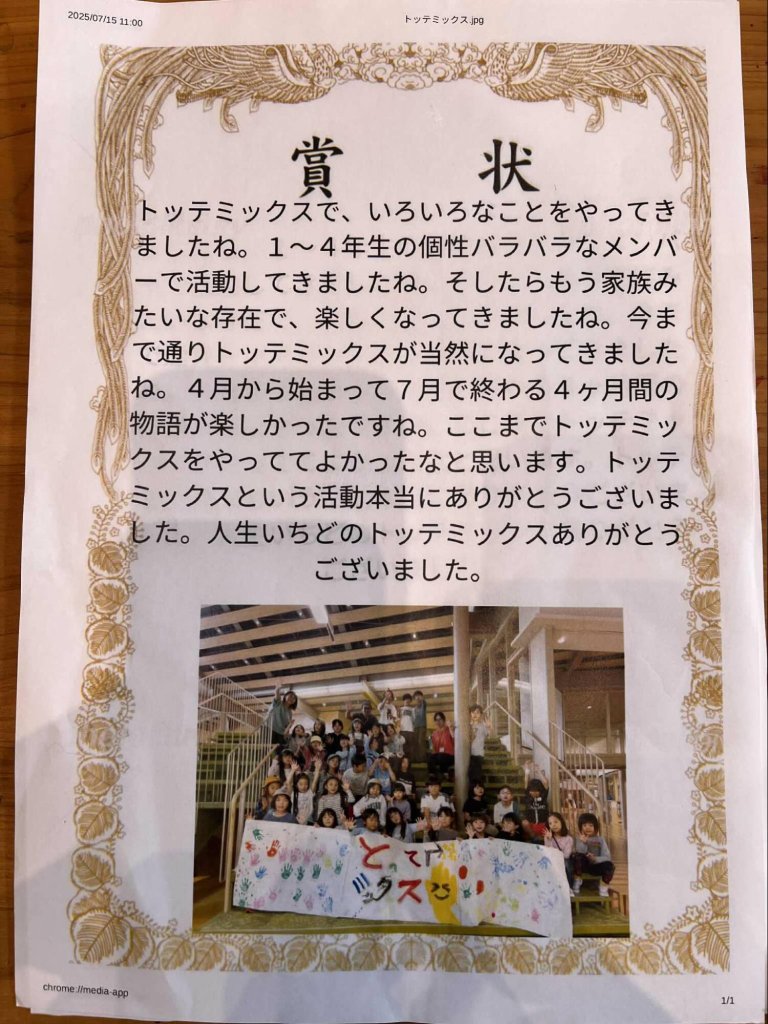 2025/07/15 11:00
トッテミックス.jpg
賞 状
トッテミックスで、いろいろなことをやってき
ましたね。１～４年生の個性バラバラなメンバ
ーで活動してきましたね。そしたらもう家族み
たいな存在で、楽しくなってきましたね。今ま
で通りトッテミックスが当然になってきました
ね。４月から始まって７月で終わる４ヶ月間の
物語が楽しかったですね。ここまでトッテミッ
クスをやっててよかったなと思います。トッテ
ミックスという活動本当にありがとうございま
した。人生いちどのトッテミックスありがとう
ございました。
とってミックス
chrome://media-app
1/1